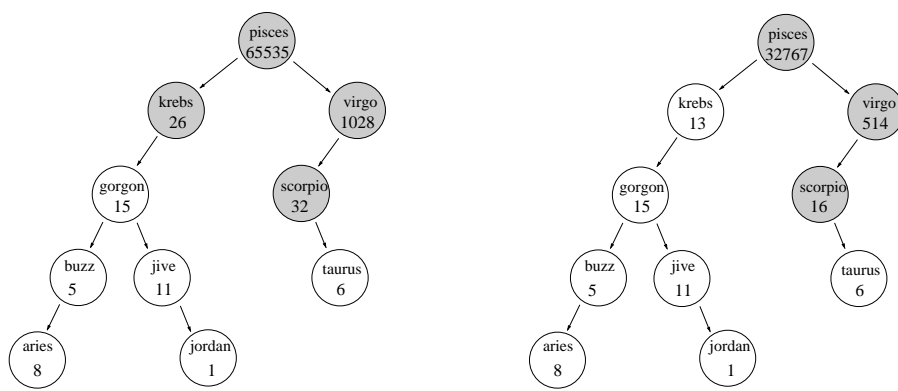 pisces
65535
krebs
26
virgo
1028
gorgon
15
scorpio
32
buzz
5
jive
11
taurus
6
aries
8
jordan
1
pisces
32767
krebs
13
virgo
514
gorgon
15
scorpio
16
buzz
5
jive
11
taurus
6
aries
8
jordan
1